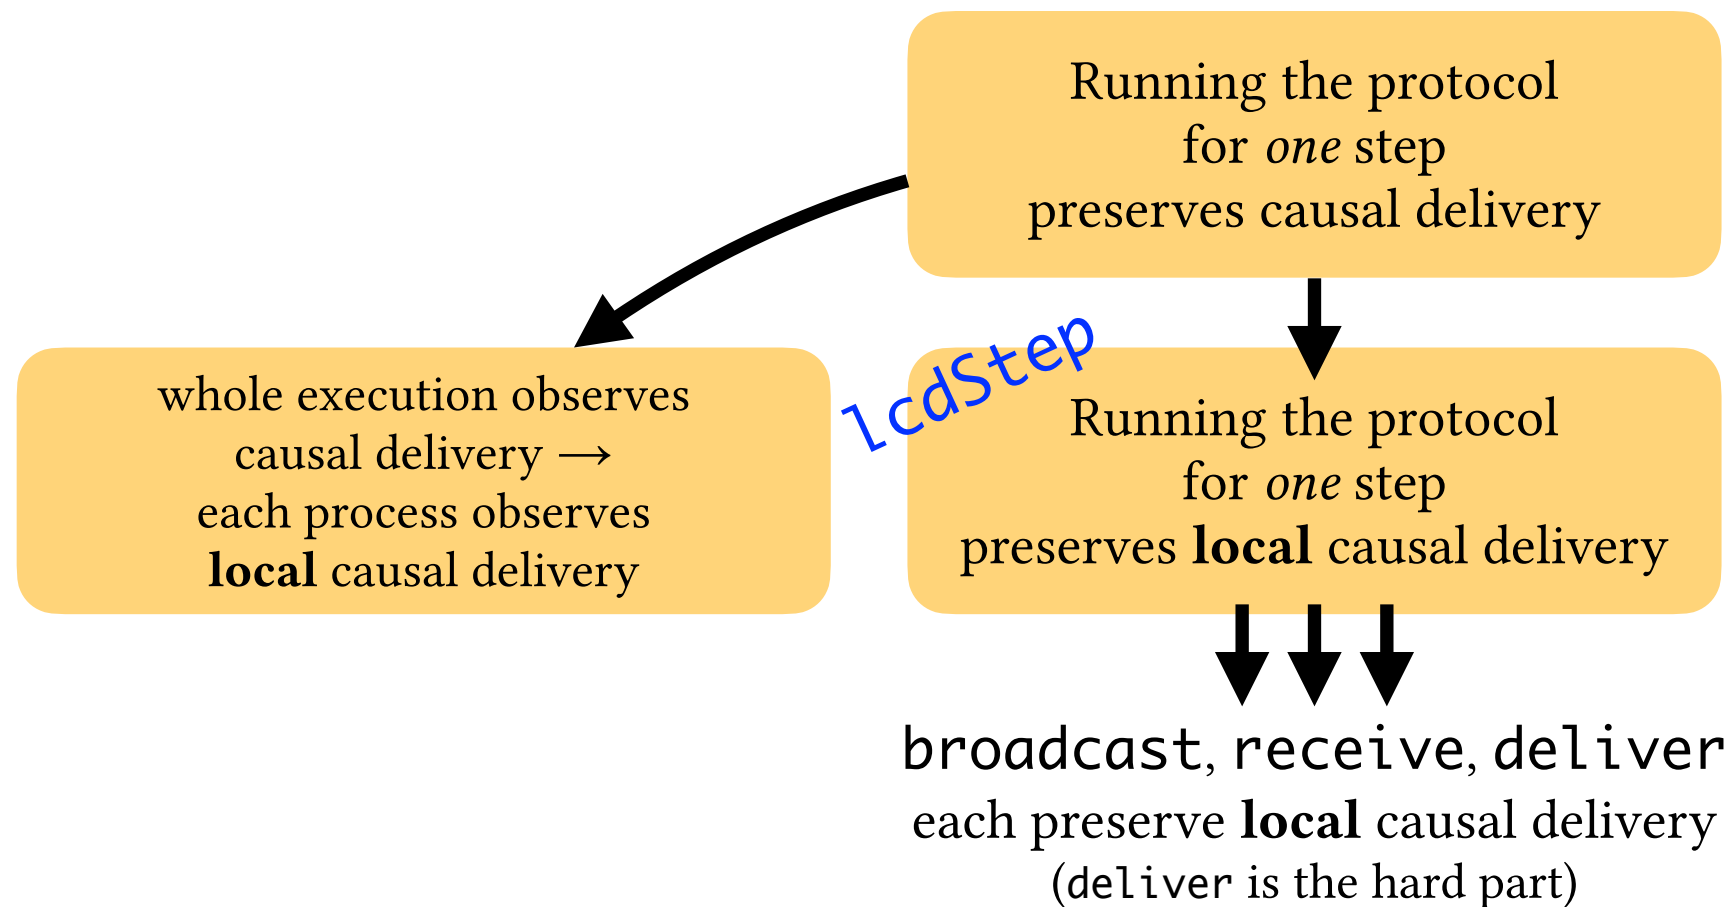 Running the protocol
for one step
preserves causal delivery
whole execution observes
causal delivery →
each process observes
local causal delivery
lcdStep
Running the protocol
for one step
preserves local causal delivery
broadcast, receive, deliver
each preserve local causal delivery
(deliver is the hard part)